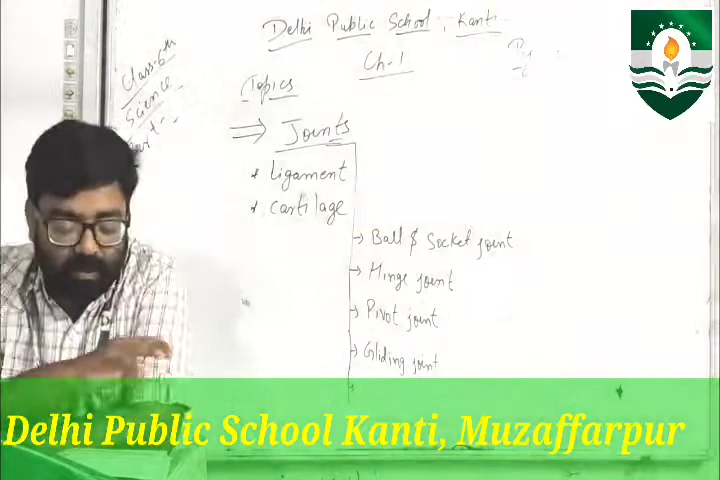 Delhi Public School, Kanti
Ch-1
Class-6th
Science
Topics
⇒ Joints
* Ligament
* Cartilage
→ Ball & Socket joint
→ Hinge joint
→ Pivot joint
→ Gliding joint
Delhi Public School Kanti, Muzaffarpur